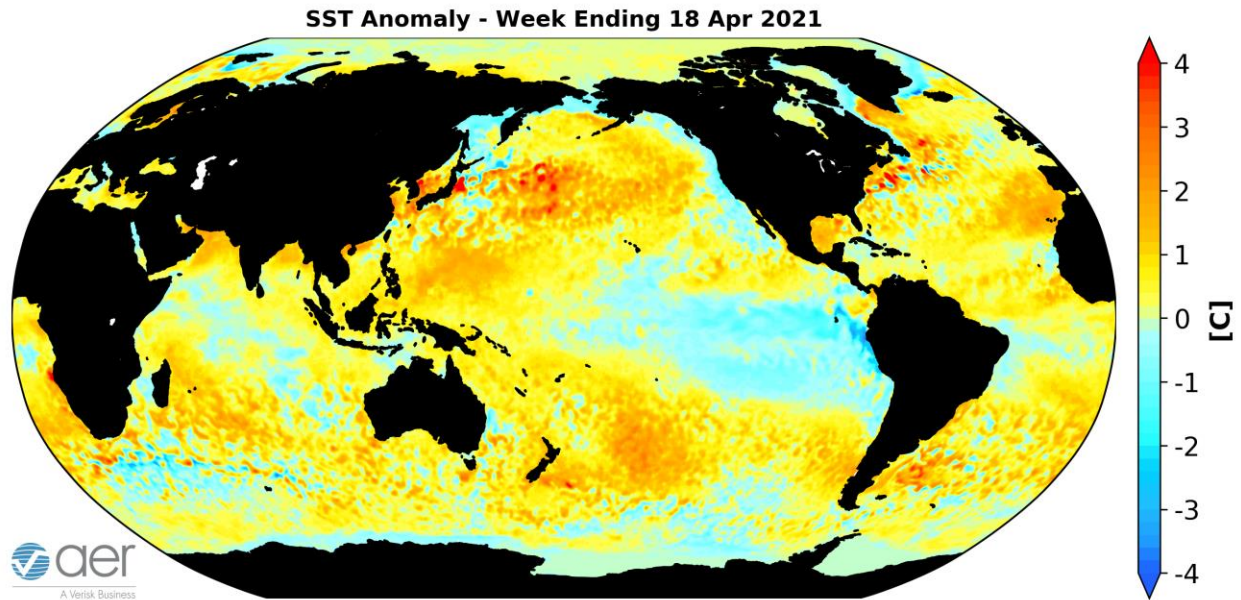 SST Anomaly - Week Ending 18 Apr 2021
4
3
2
1
0
-1
-2
-3
-4
[C]
aer
A Verisk Business